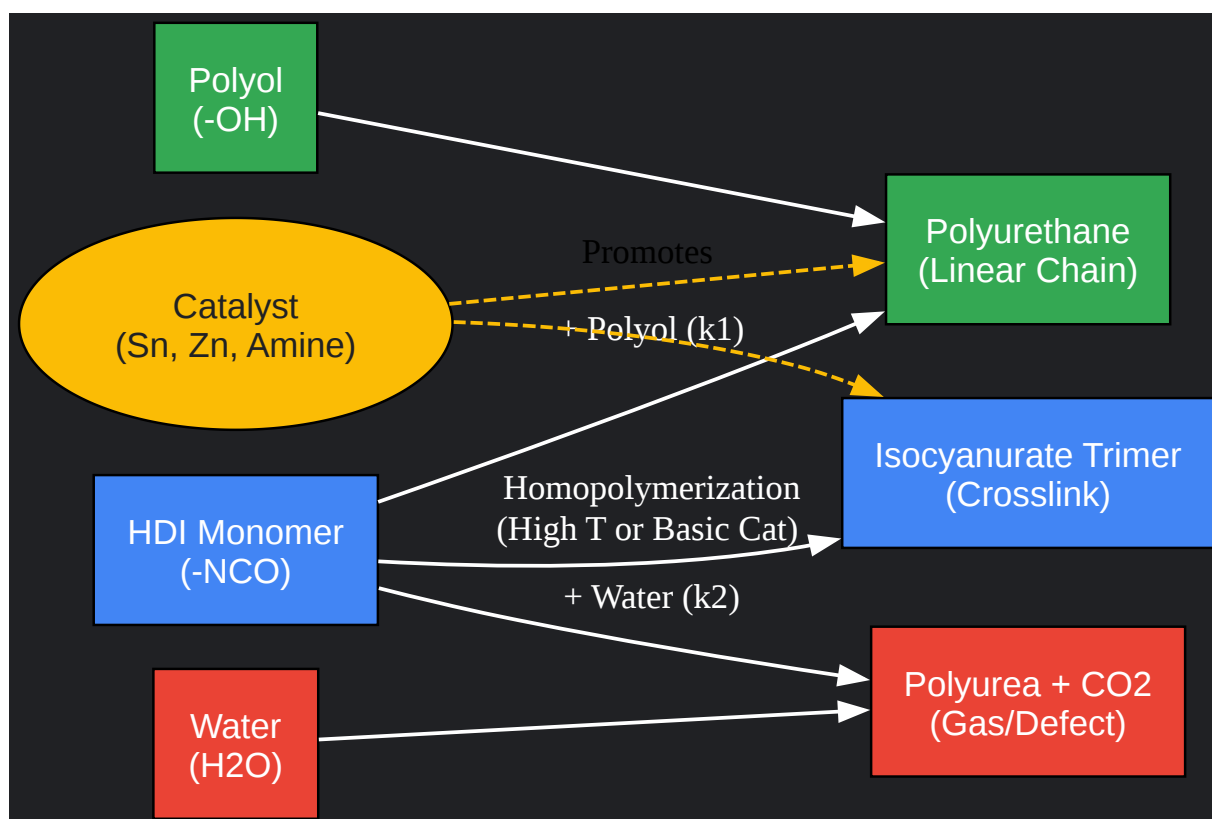 Polyol
(-OH)
Polyurethane
(Linear Chain)
Promotes
Catalyst
(Sn, Zn, Amine)
+ Polyol (k1)
Isocyanurate Trimer
(Crosslink)
Homopolymerization
(High T or Basic Cat)
HDI Monomer
(-NCO)
+ Water (k2)
Polyurea + CO2
(Gas/Defect)
Water
(H2O)